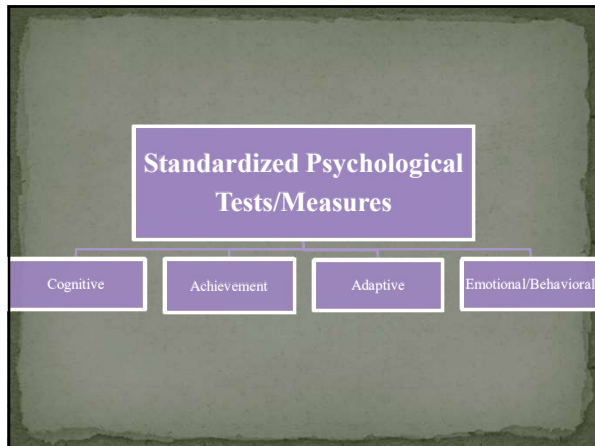 Standardized Psychological
Tests/Measures
Cognitive
Achievement
Adaptive
Emotional/Behavioral